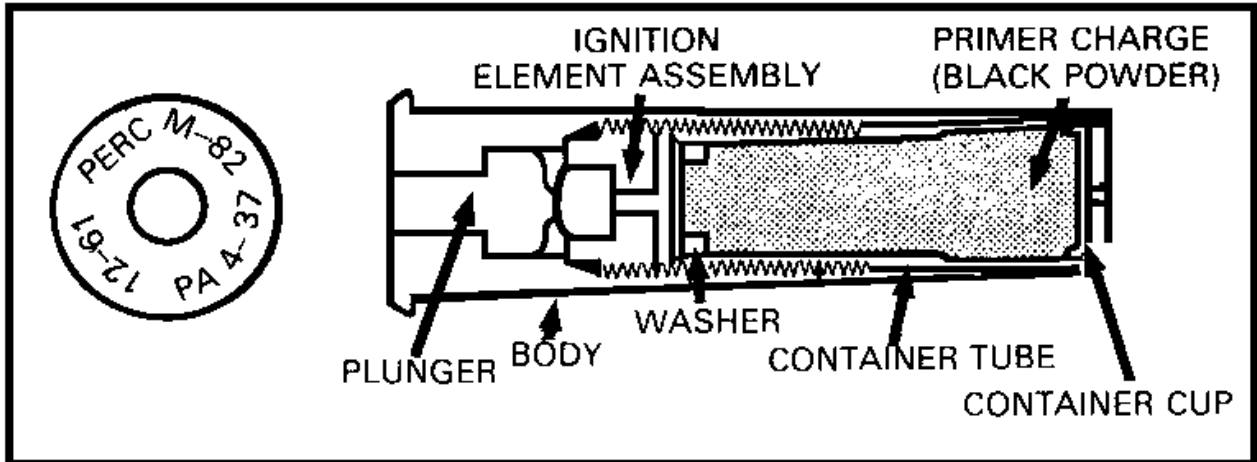 PERC M-82
12-61 PA 4-37
IGNITION
ELEMENT ASSEMBLY
PRIMER CHARGE
(BLACK POWDER)
PLUNGER
BODY
WASHER
CONTAINER TUBE
CONTAINER CUP